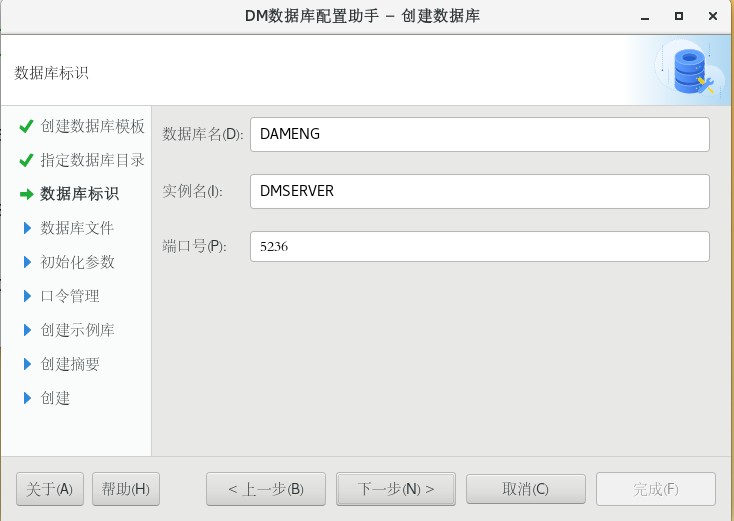 DM数据库配置助手 – 创建数据库
数据库标识
创建数据库模板
指定数据库目录
数据库标识
数据库文件
初始化参数
口令管理
创建示例库
创建摘要
创建
数据库名(D): DAMENG
实例名(I): DMSERVER
端口号(P): 5236
关于(A) 帮助(H) < 上一步(B) 下一步(N) > 取消(C) 完成(F)